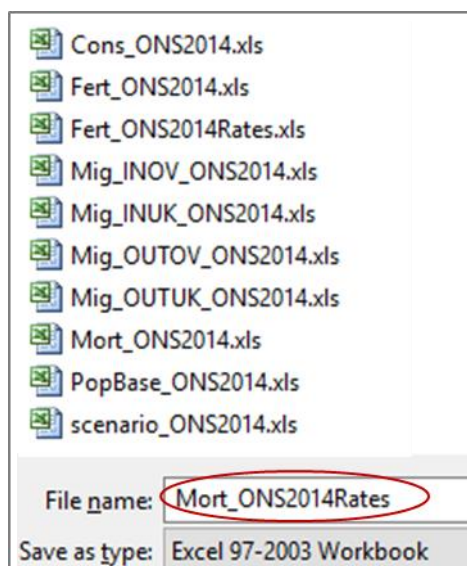 Cons_ONS2014.xls
Fert_ONS2014.xls
Fert_ONS2014Rates.xls
Mig_INOV_ONS2014.xls
Mig_INUK_ONS2014.xls
Mig_OUTOV_ONS2014.xls
Mig_OUTUK_ONS2014.xls
Mort_ONS2014.xls
PopBase_ONS2014.xls
scenario_ONS2014.xls
File name: Mort_ONS2014Rates
Save as type: Excel 97-2003 Workbook